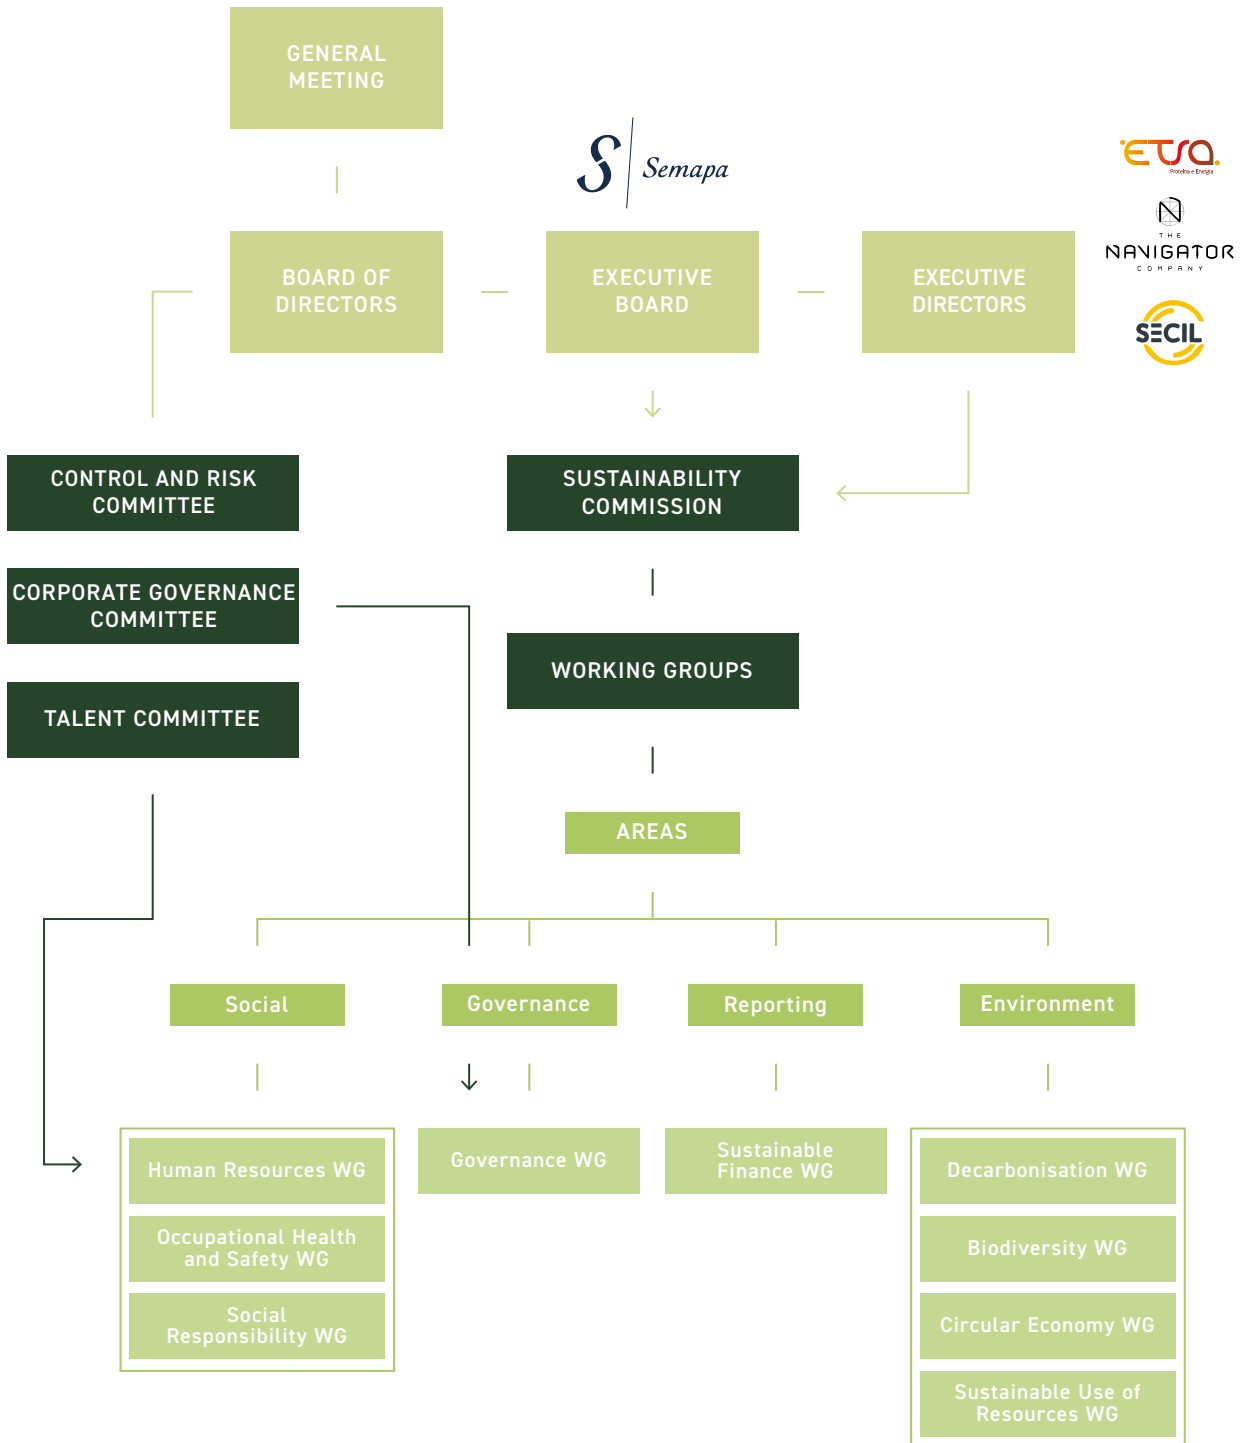 GENERAL
MEETING
S
Semapa
ETSA
Proteína e Energia
N
THE
NAVIGATOR
COMPANY
BOARD OF
DIRECTORS
EXECUTIVE
BOARD
EXECUTIVE
DIRECTORS
SECIL
CONTROL AND RISK
COMMITTEE
SUSTAINABILITY
COMMISSION
CORPORATE GOVERNANCE
COMMITTEE
WORKING GROUPS
TALENT COMMITTEE
AREAS
Social
Governance
Reporting
Environment
Human Resources WG
Occupational Health
and Safety WG
Social
Responsibility WG
Governance WG
Sustainable
Finance WG
Decarbonisation WG
Biodiversity WG
Circular Economy WG
Sustainable Use of
Resources WG